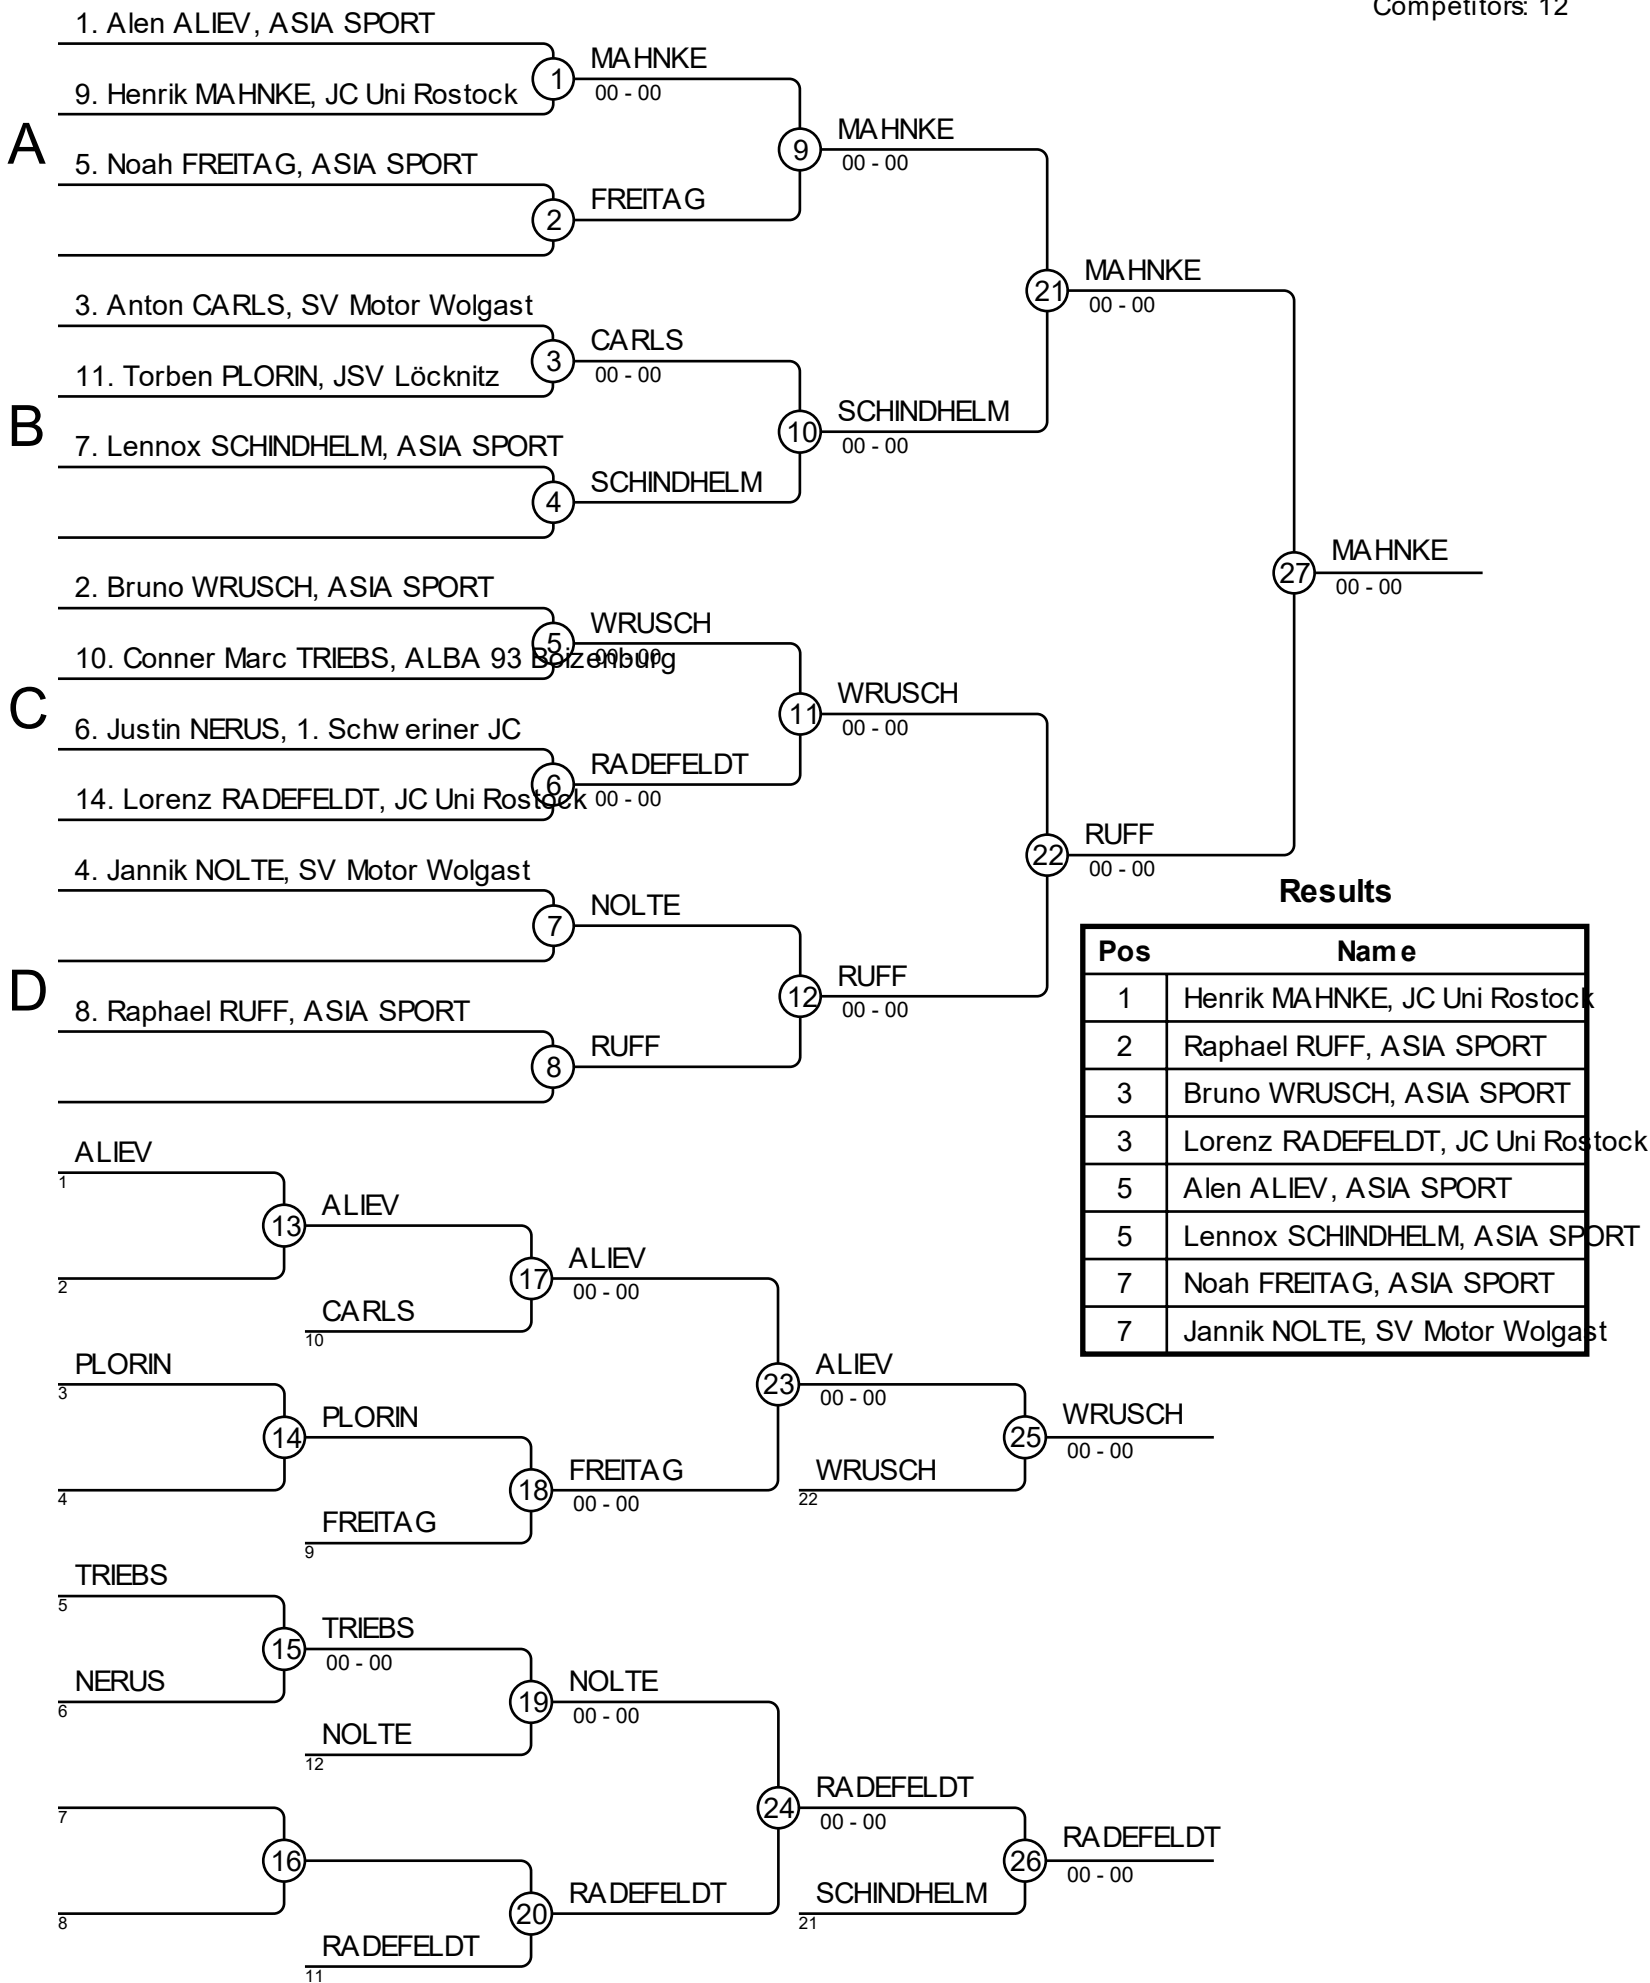 Competitors: 12
1. Alen ALIEV, ASIA SPORT
9. Henrik MAHNKE, JC Uni Rostock
1
MAHNKE
00 - 00
A
5. Noah FREITAG, ASIA SPORT
2
FREITAG
9
MAHNKE
00 - 00
3. Anton CARLS, SV Motor Wolgast
11. Torben PLORIN, JSV Löcknitz
3
CARLS
00 - 00
B
7. Lennox SCHINDHELM, ASIA SPORT
4
SCHINDHELM
10
SCHINDHELM
00 - 00
21
MAHNKE
00 - 00
2. Bruno WRUSCH, ASIA SPORT
10. Conner Marc TRIEBS, ALBA 93 Boizenburg
5
WRUSCH
00 - 00
C
6. Justin NERUS, 1. Schweriner JC
14. Lorenz RADEFELDT, JC Uni Rostock
6
RADEFELDT
00 - 00
11
WRUSCH
00 - 00
4. Jannik NOLTE, SV Motor Wolgast
7
NOLTE
D
8. Raphael RUFF, ASIA SPORT
8
RUFF
12
RUFF
00 - 00
22
RUFF
00 - 00
27
MAHNKE
00 - 00
Results
Pos Name
1 Henrik MAHNKE, JC Uni Rostock
2 Raphael RUFF, ASIA SPORT
3 Bruno WRUSCH, ASIA SPORT
3 Lorenz RADEFELDT, JC Uni Rostock
5 Alen ALIEV, ASIA SPORT
5 Lennox SCHINDHELM, ASIA SPORT
7 Noah FREITAG, ASIA SPORT
7 Jannik NOLTE, SV Motor Wolgast
ALIEV
1
2
13
ALIEV
CARLS
10
17
ALIEV
00 - 00
PLORIN
3
4
14
PLORIN
FREITAG
9
18
FREITAG
00 - 00
23
ALIEV
00 - 00
WRUSCH
22
25
WRUSCH
00 - 00
TRIEBS
5
NERUS
6
15
TRIEBS
00 - 00
NOLTE
12
19
NOLTE
00 - 00
7
8
16
RADEFELDT
11
20
RADEFELDT
24
RADEFELDT
00 - 00
SCHINDHELM
21
26
RADEFELDT
00 - 00